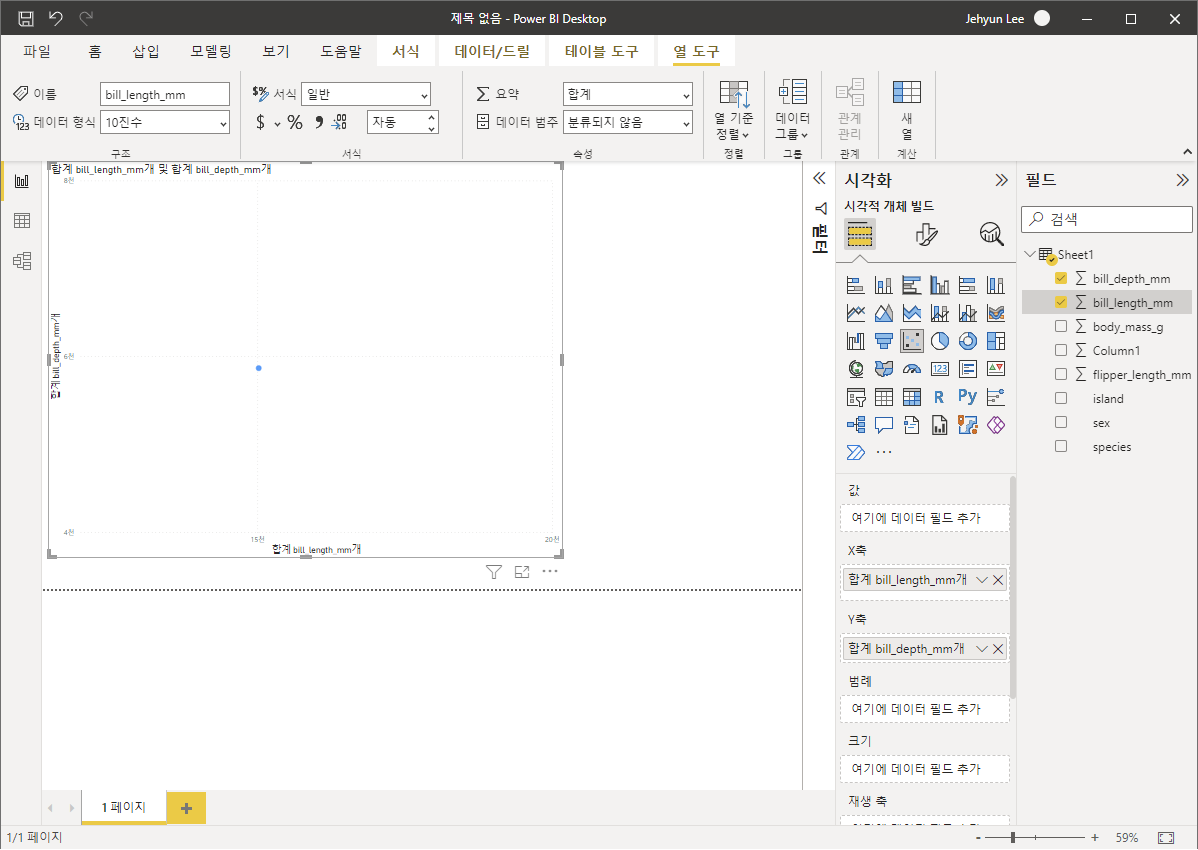 제목 없음 - Power BI Desktop
Jehyun Lee
파일 홈 삽입 모델링 보기 도움말 서식 데이터/드릴 테이블 도구 열 도구
이름 bill_length_mm
데이터 형식 10진수
구조
$% 서식 일반
$ % 9 .00 자동
서식
요약 합계
데이터 범주 분류되지 않음
속성
열 기준 정렬
정렬
데이터 그룹
그룹
관계 관리
관계
새 열
계산
합계 bill_length_mm개 및 합계 bill_depth_mm개
8천
6천
4천
합계 bill_depth_mm개
15천 20천
합계 bill_length_mm개
필터
시각화
시각적 개체 빌드
123
R Py
값
여기에 데이터 필드 추가
X축
합계 bill_length_mm개
Y축
합계 bill_depth_mm개
범례
여기에 데이터 필드 추가
크기
여기에 데이터 필드 추가
재생 축
필드
검색
Sheet1
∑ bill_depth_mm
∑ bill_length_mm
∑ body_mass_g
∑ Column1
∑ flipper_length_mm
island
sex
species
1 페이지 +
1/1 페이지
- + 59%